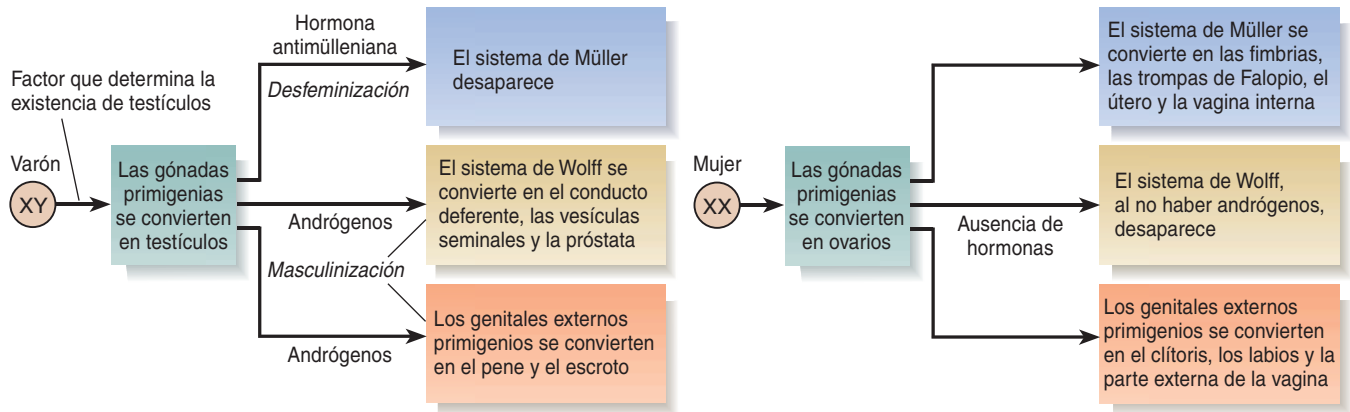 Factor que determina la
existencia de testículos
Varón
XY
Las gónadas
primigenias
se convierten
en testículos
Hormona
antimülleniana
Desfeminización
El sistema de Müller
desaparece
Andrógenos
El sistema de Wolff se
convierte en el conducto
deferente, las vesículas
seminales y la próstata
Masculinización
Andrógenos
Los genitales externos
primigenios se convierten
en el pene y el escroto
Mujer
XX
Las gónadas
primigenias
se convierten
en ovarios
El sistema de Müller se
convierte en las fimbrias,
las trompas de Falopio, el
útero y la vagina interna
Ausencia de
hormonas
El sistema de Wolff,
al no haber andrógenos,
desaparece
Los genitales externos
primigenios se convierten
en el clítoris, los labios y la
parte externa de la vagina